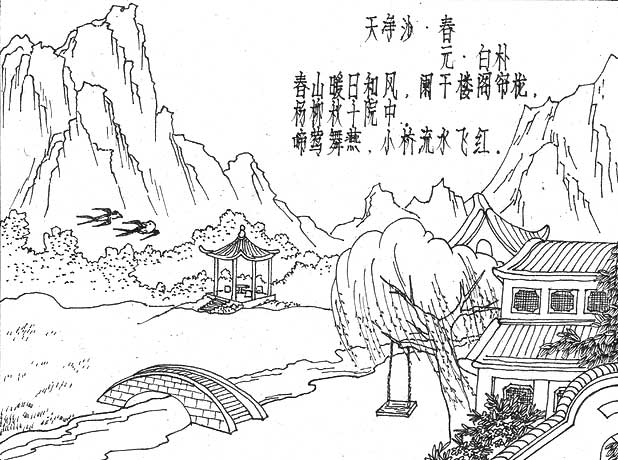 天净沙·春
元·白朴
春山暖日和风，阑干楼阁帘栊，
杨柳秋千院中.
啼莺舞燕，小桥流水飞红.